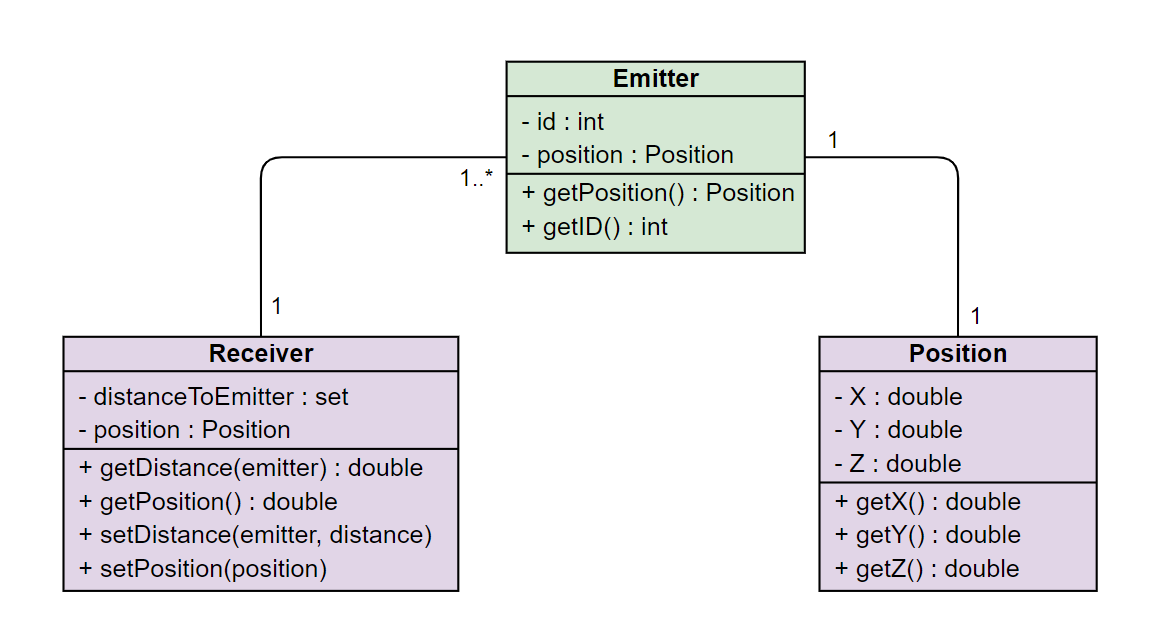 Emitter
- id : int
- position : Position
+ getPosition() : Position
+ getID() : int
1
1..*
1
1
Receiver
- distanceToEmitter : set
- position : Position
+ getDistance(emitter) : double
+ getPosition() : double
+ setDistance(emitter, distance)
+ setPosition(position)
Position
- X : double
- Y : double
- Z : double
+ getX() : double
+ getY() : double
+ getZ() : double